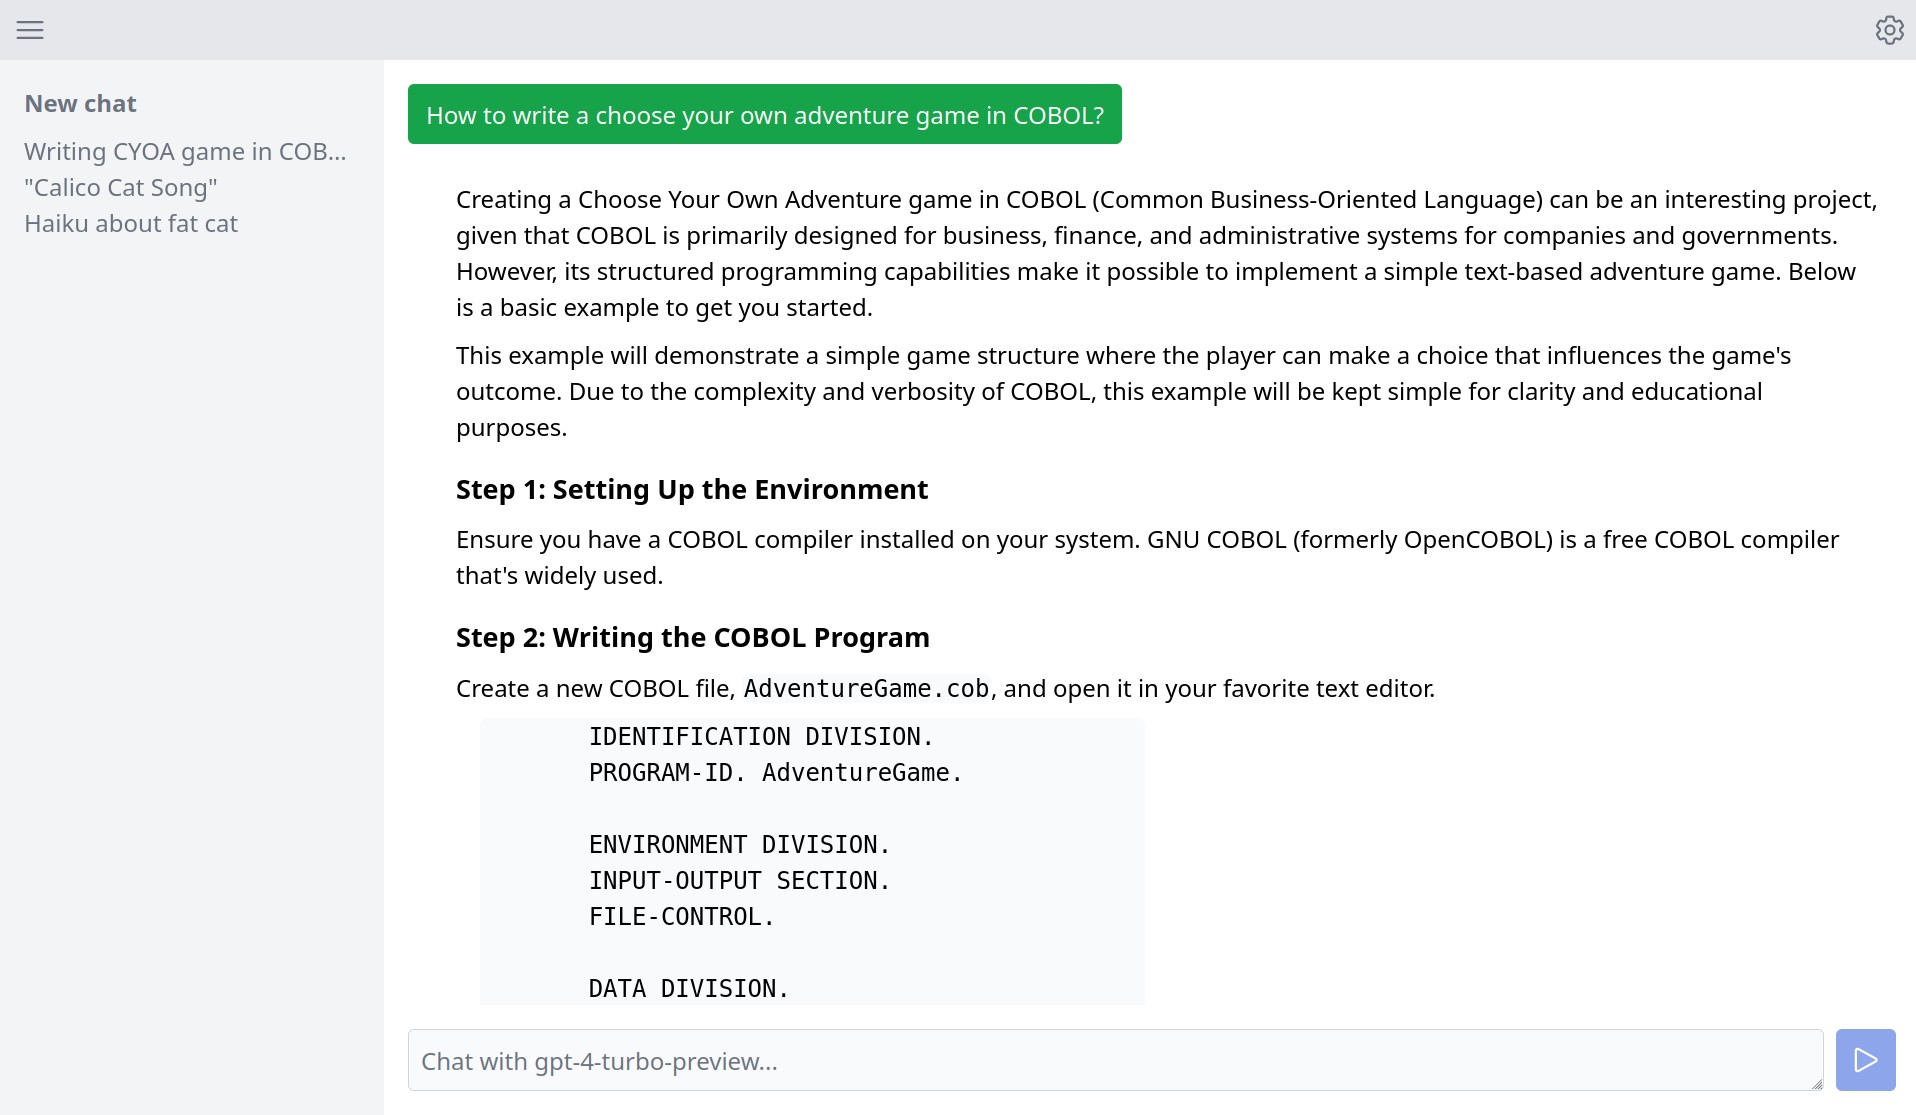 New chat
Writing CYOA game in COB...
"Calico Cat Song"
Haiku about fat cat
How to write a choose your own adventure game in COBOL?
Creating a Choose Your Own Adventure game in COBOL (Common Business-Oriented Language) can be an interesting project,
given that COBOL is primarily designed for business, finance, and administrative systems for companies and governments.
However, its structured programming capabilities make it possible to implement a simple text-based adventure game. Below
is a basic example to get you started.
This example will demonstrate a simple game structure where the player can make a choice that influences the game's
outcome. Due to the complexity and verbosity of COBOL, this example will be kept simple for clarity and educational
purposes.
Step 1: Setting Up the Environment
Ensure you have a COBOL compiler installed on your system. GNU COBOL (formerly OpenCOBOL) is a free COBOL compiler
that's widely used.
Step 2: Writing the COBOL Program
Create a new COBOL file, AdventureGame.cob, and open it in your favorite text editor.
IDENTIFICATION DIVISION.
PROGRAM-ID. AdventureGame.
ENVIRONMENT DIVISION.
INPUT-OUTPUT SECTION.
FILE-CONTROL.
DATA DIVISION.
Chat with gpt-4-turbo-preview...